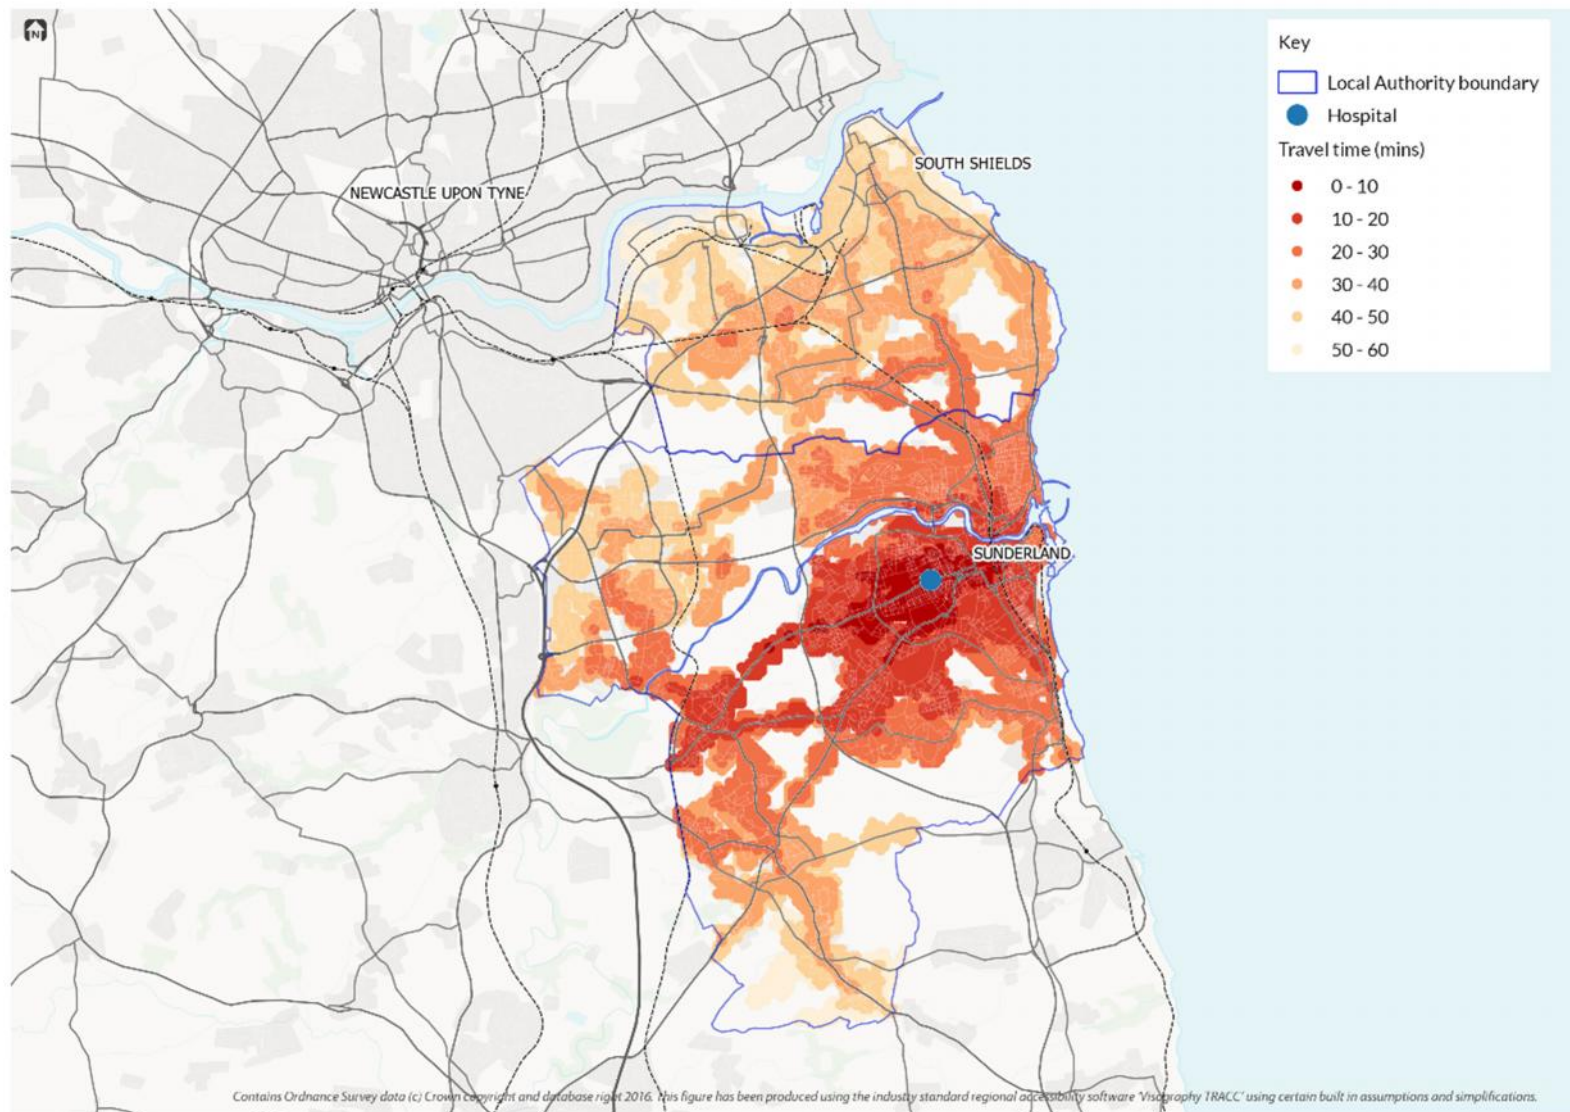 N
Key
Local Authority boundary
Hospital
Travel time (mins)
0 - 10
10 - 20
20 - 30
30 - 40
40 - 50
50 - 60
SOUTH SHIELDS
NEWCASTLE UPON TYNE
SUNDERLAND
Contains Ordnance Survey data (c) Crown copyright and database right 2016. This figure has been produced using the industry standard regional accessibility software 'Visography TRACC' using certain built in assumptions and simplifications.